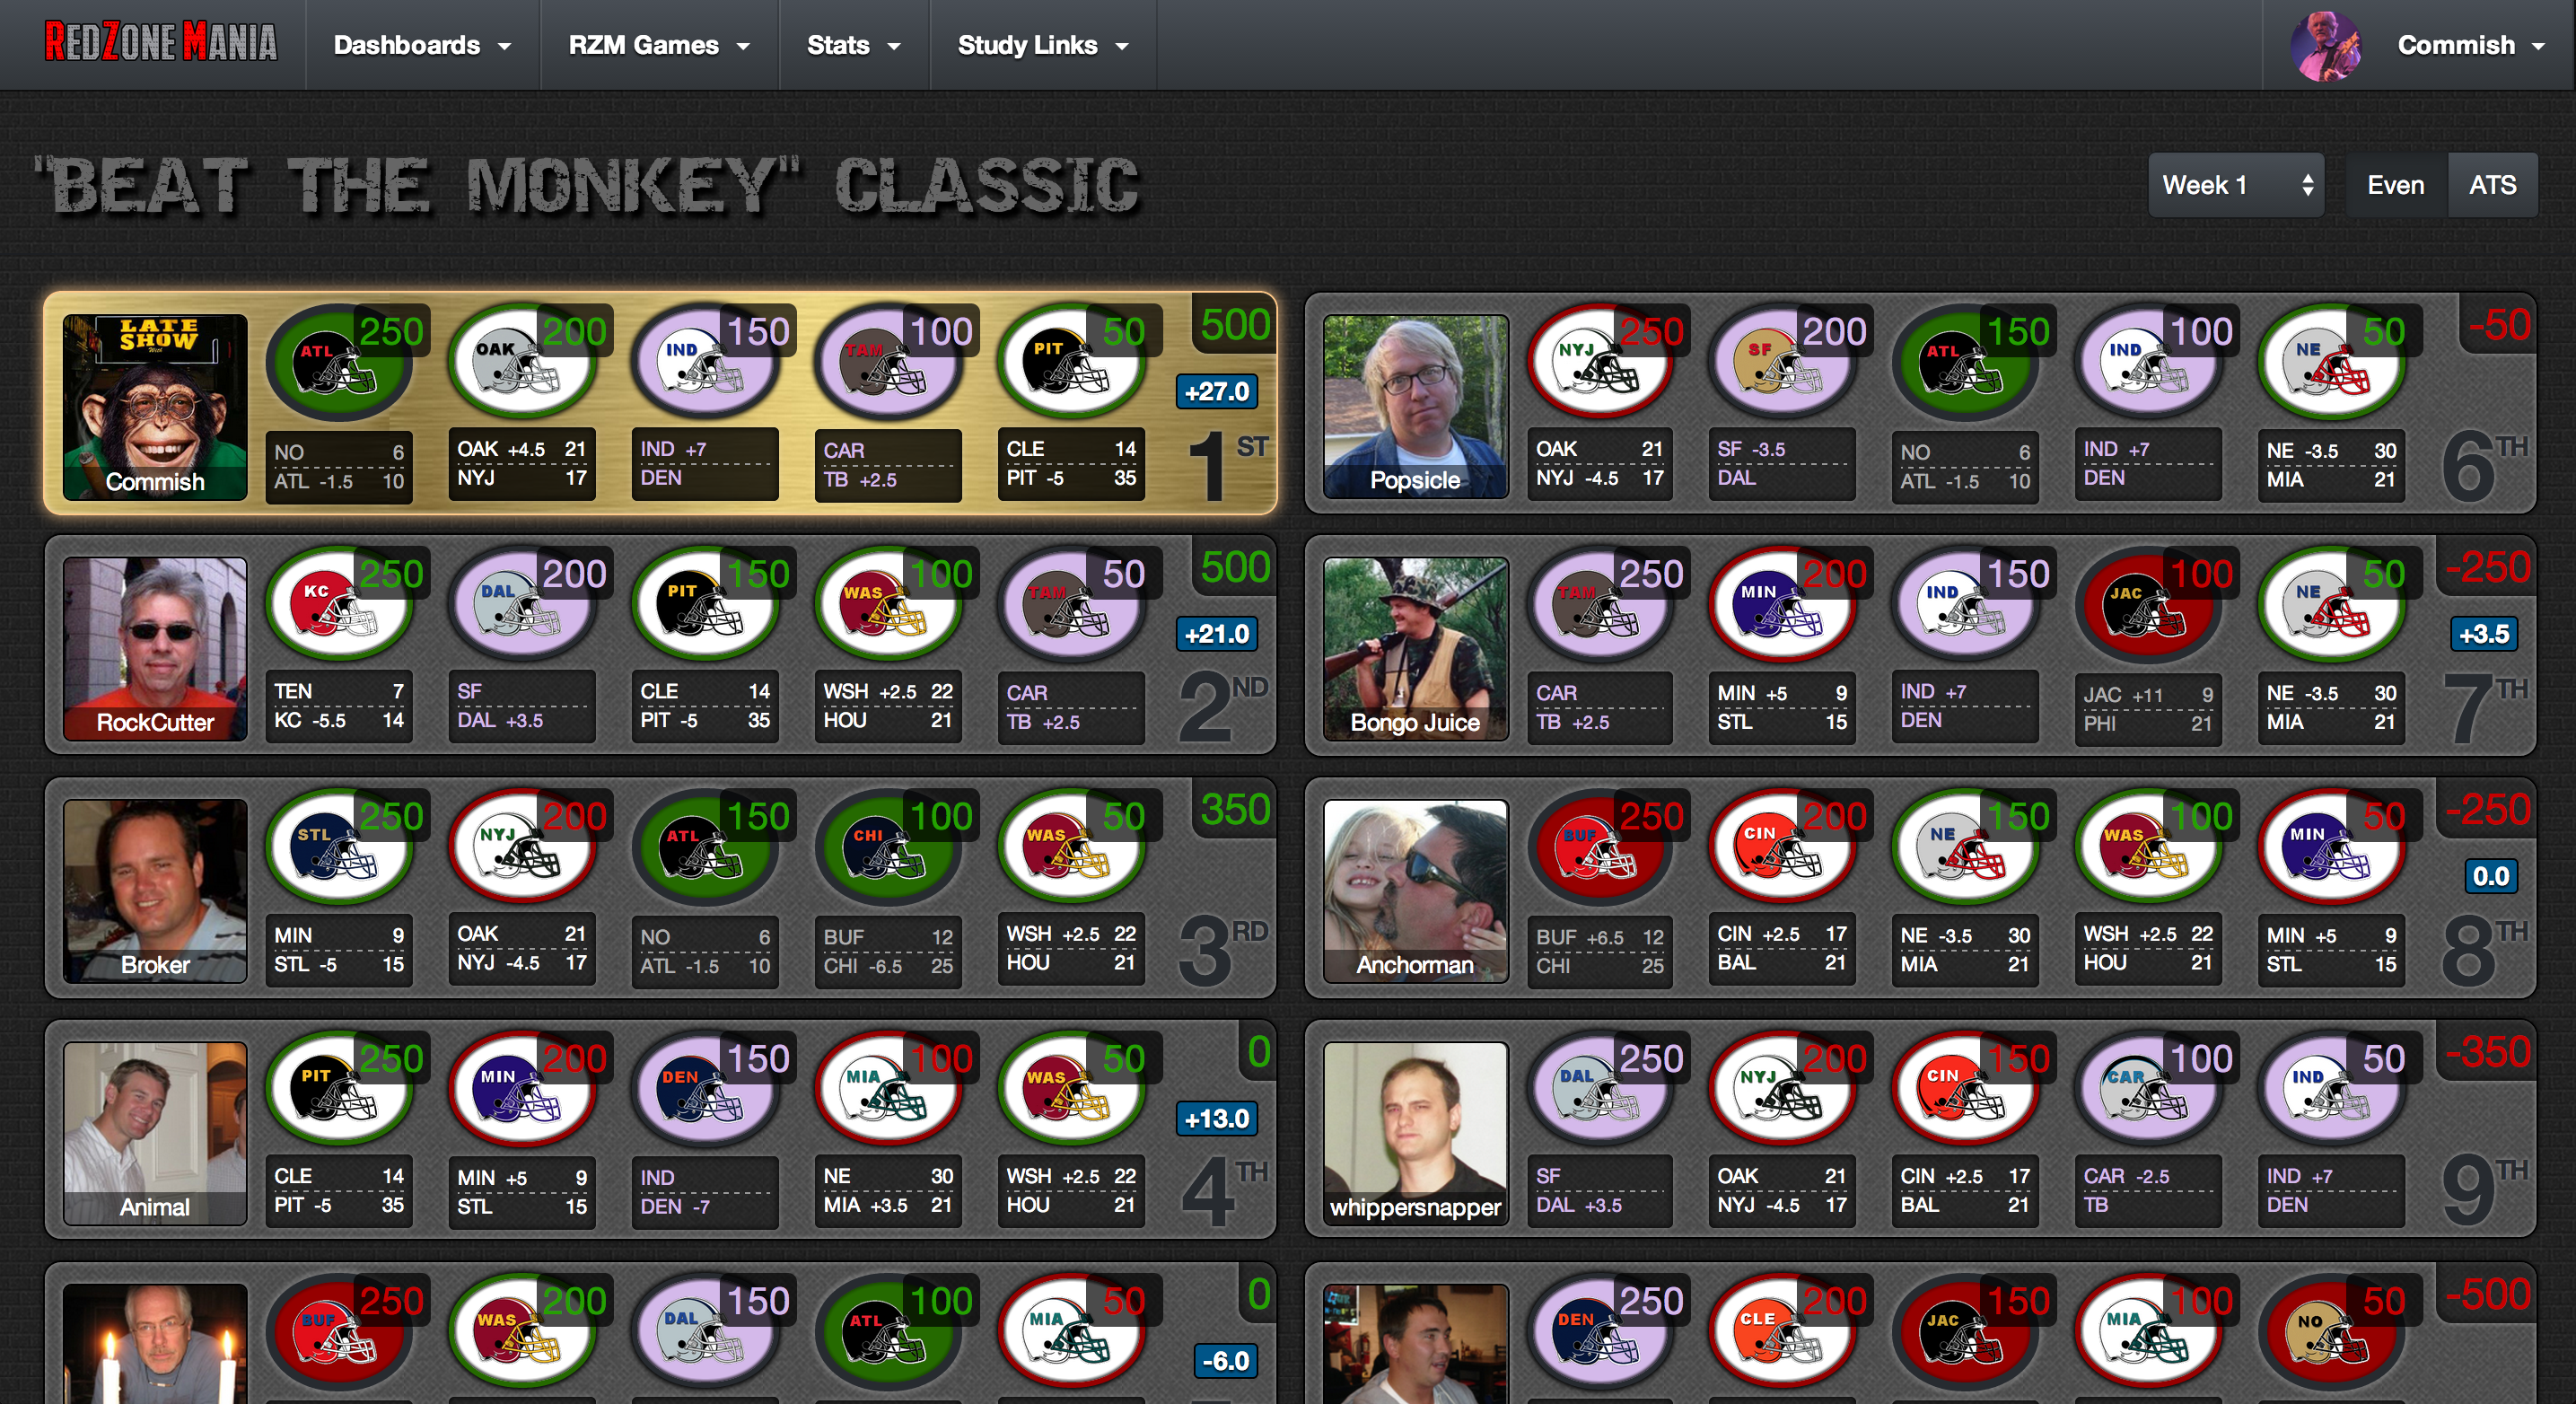 REDZONE MANIA
Dashboards
RZM Games
Stats
Study Links
Commish
"BEAT THE MONKEY" CLASSIC
Week 1
Even
ATS
LATE
SHOW
Commish
ATL 250
NO 6
ATL -1.5 10
OAK 200
OAK +4.5 21
NYJ 17
IND 150
IND +7
DEN
TAM 100
CAR
TB +2.5
PIT 50
CLE 14
PIT -5 35
500
+27.0
1ST
Popsicle
NYJ 250
OAK 21
NYJ -4.5 17
SF 200
SF -3.5
DAL
ATL 150
NO 6
ATL -1.5 10
IND 100
IND +7
DEN
NE 50
NE -3.5 30
MIA 21
-50
6TH
RockCutter
KC 250
TEN 7
KC -5.5 14
DAL 200
SF
DAL +3.5
PIT 150
CLE 14
PIT -5 35
WAS 100
WSH +2.5 22
HOU 21
TAM 50
CAR
TB +2.5
500
+21.0
2ND
Bongo Juice
TAM 250
CAR
TB +2.5
MIN 200
MIN +5 9
STL 15
IND 150
IND +7
DEN
JAC 100
JAC +11 9
PHI 21
NE 50
NE -3.5 30
MIA 21
-250
+3.5
7TH
Broker
STL 250
MIN 9
STL -5 15
NYJ 200
OAK 21
NYJ -4.5 17
ATL 150
NO 6
ATL -1.5 10
CHI 100
BUF 12
CHI -6.5 25
WAS 50
WSH +2.5 22
HOU 21
350
3RD
Anchorman
BUF 250
BUF +6.5 12
CHI 25
CIN 200
CIN +2.5 17
BAL 21
NE 150
NE -3.5 30
MIA 21
WAS 100
WSH +2.5 22
HOU 21
MIN 50
MIN +5 9
STL 15
-250
0.0
8TH
Animal
PIT 250
CLE 14
PIT -5 35
MIN 200
MIN +5 9
STL 15
DEN 150
IND
DEN -7
MIA 100
NE 30
MIA +3.5 21
WAS 50
WSH +2.5 22
HOU 21
0
+13.0
4TH
whippersnapper
DAL 250
SF
DAL +3.5
NYJ 200
OAK 21
NYJ -4.5 17
CIN 150
CIN +2.5 17
BAL 21
CAR 100
CAR -2.5
TB
IND 50
IND +7
DEN
-350
9TH
BUF 250
WAS 200
DAL 150
ATL 100
MIA 50
0
-6.0
DEN 250
CLE 200
JAC 150
MIA 100
NO 50
-500